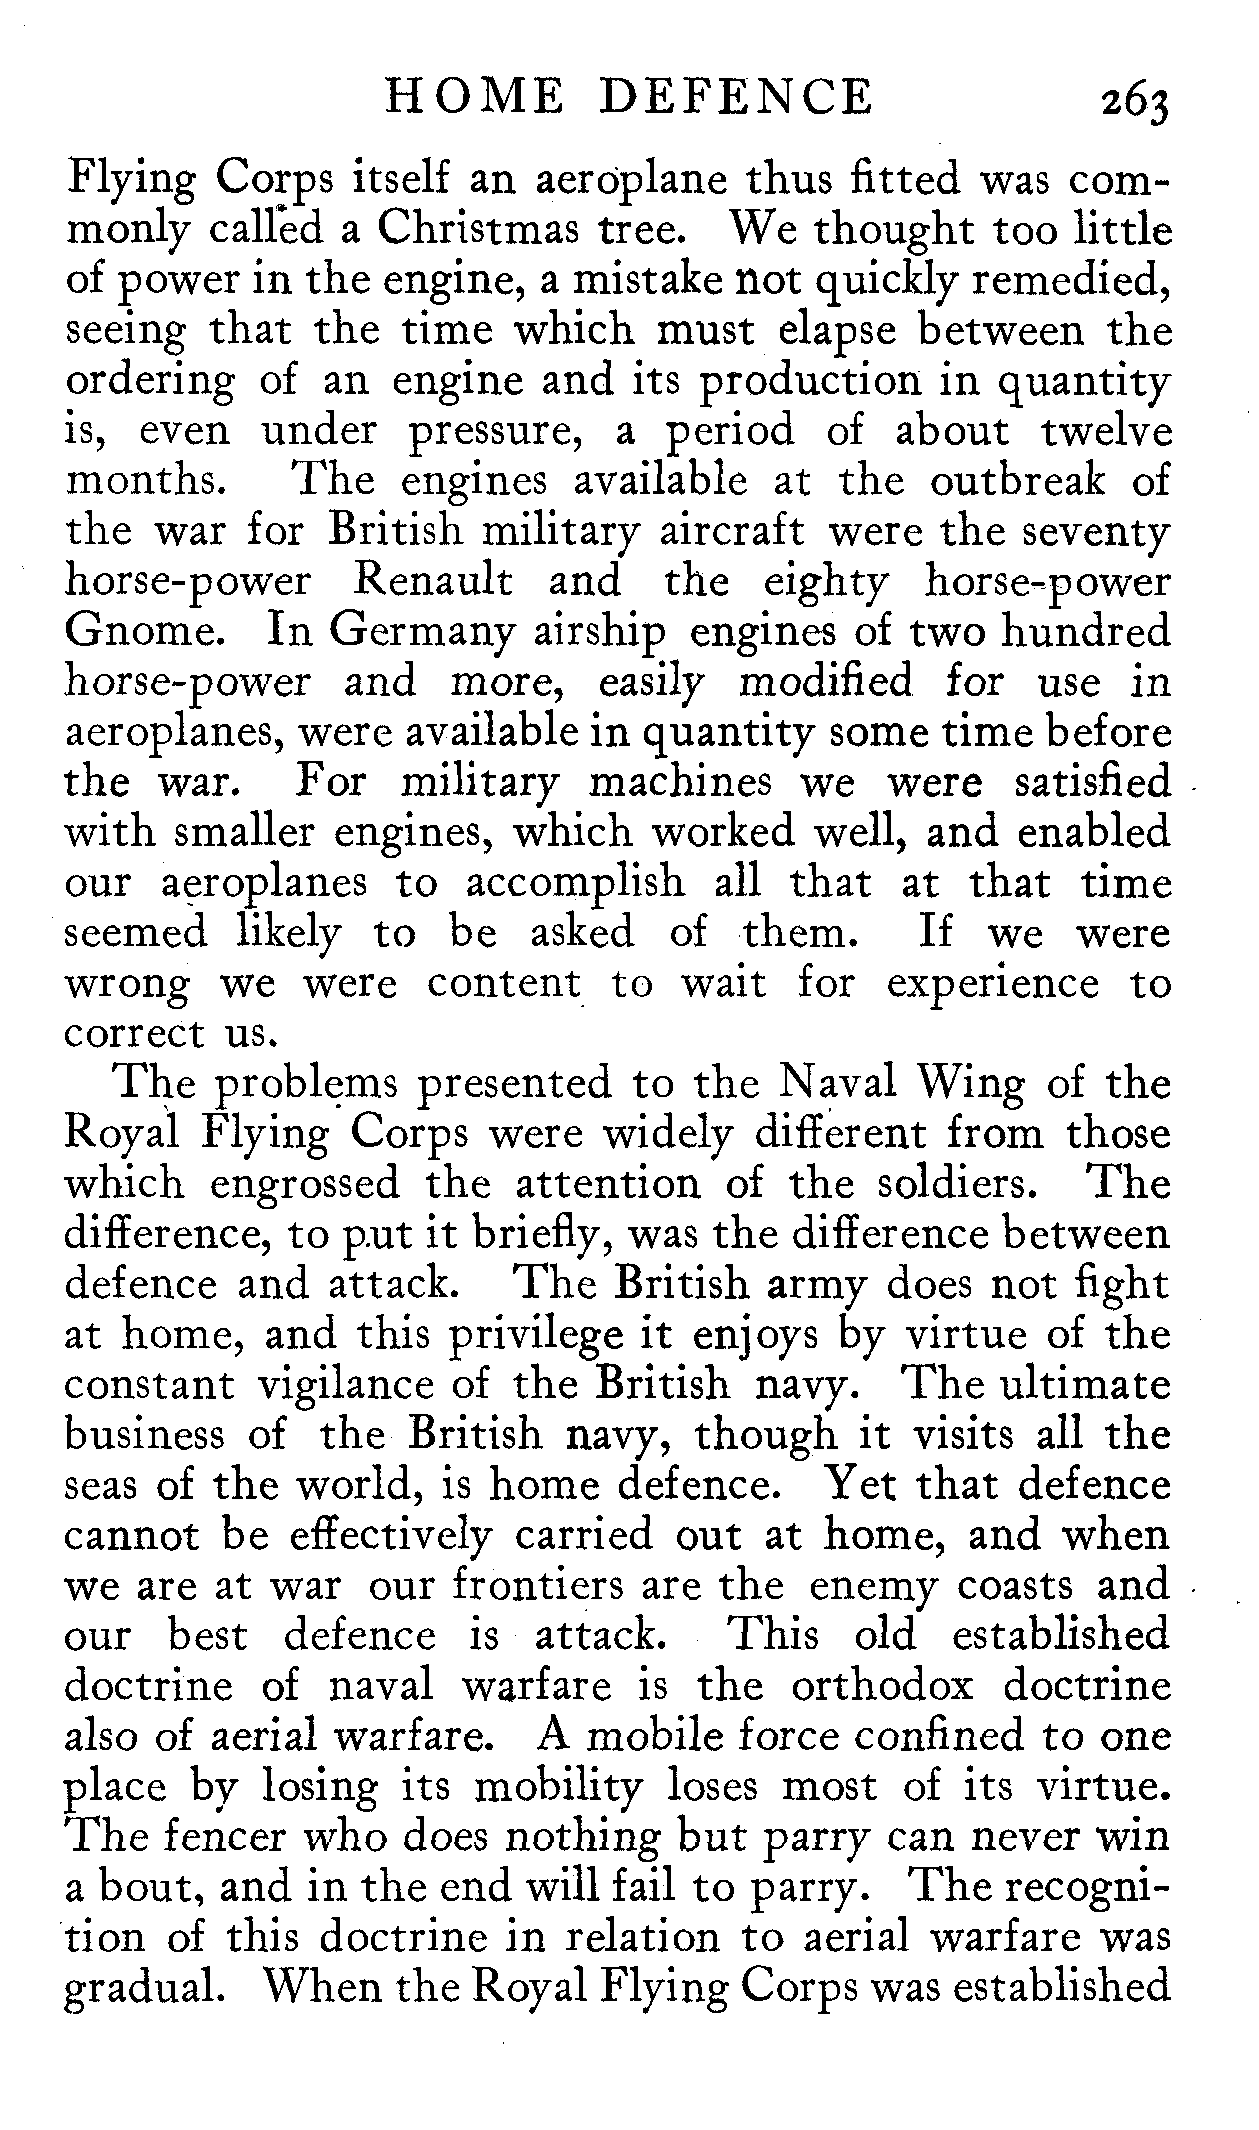 HOME DEFENCE 263
Flying Corps itself an aeroplane thus fitted was com-
monly called a Christmas tree. We thought too little
of power in the engine, a mistake not quickly remedied,
seeing that the time which must elapse between the
ordering of an engine and its production in quantity
is, even under pressure, a period of about twelve
months. The engines available at the outbreak of
the war for British military aircraft were the seventy
horse-power Renault and the eighty horse-power
Gnome. In Germany airship engines of two hundred
horse-power and more, easily modified for use in
aeroplanes, were available in quantity some time before
the war. For military machines we were satisfied
with smaller engines, which worked well, and enabled
our aeroplanes to accomplish all that at that time
seemed likely to be asked of them. If we were
wrong we were content to wait for experience to
correct us.
The problems presented to the Naval Wing of the
Royal Flying Corps were widely different from those
which engrossed the attention of the soldiers. The
difference, to put it briefly, was the difference between
defence and attack. The British army does not fight
at home, and this privilege it enjoys by virtue of the
constant vigilance of the British navy. The ultimate
business of the British navy, though it visits all the
seas of the world, is home defence. Yet that defence
cannot be effectively carried out at home, and when
we are at war our frontiers are the enemy coasts and
our best defence is attack. This old established
doctrine of naval warfare is the orthodox doctrine
also of aerial warfare. A mobile force confined to one
place by losing its mobility loses most of its virtue.
The fencer who does nothing but parry can never win
a bout, and in the end will fail to parry. The recogni-
tion of this doctrine in relation to aerial warfare was
gradual. When the Royal Flying Corps was established